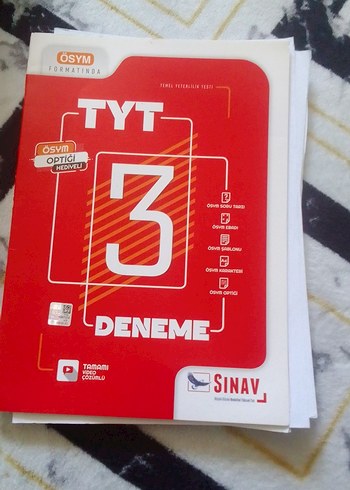 ÖSYM
FORMATINDA
TEMEL YETERLİLİK TESTİ
TYT
ÖSYM
OPTİĞİ
HEDİYELİ
3
ÖSYM SORU TARZI
ÖSYM EBADI
ÖSYM ŞABLONU
ÖSYM KARAKTERİ
ÖSYM OPTİĞİ
DENEME
TAMAMI
VİDEO
ÇÖZÜMLÜ
SINAV